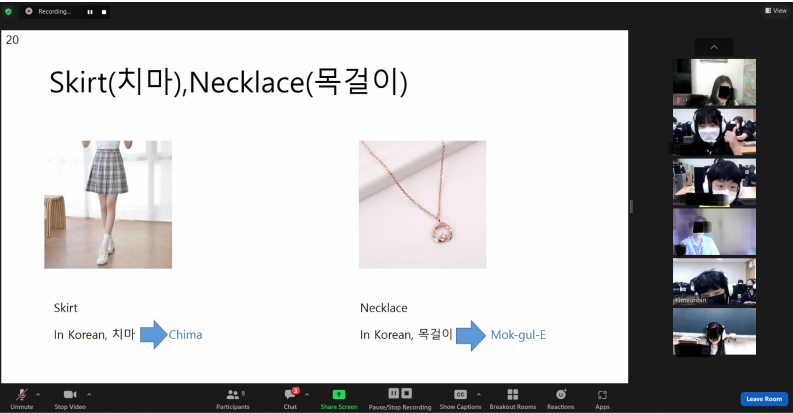 Recording...
View
20
Skirt(치마),Necklace(목걸이)
Skirt
In Korean, 치마 Chima
Necklace
In Korean, 목걸이 Mok-gul-E
Kimeunbin
Unmute
Stop Video
9
Participants
Chat
Share Screen
Pause/Stop Recording
CC
Show Captions
Breakout Rooms
Reactions
Apps
Leave Room